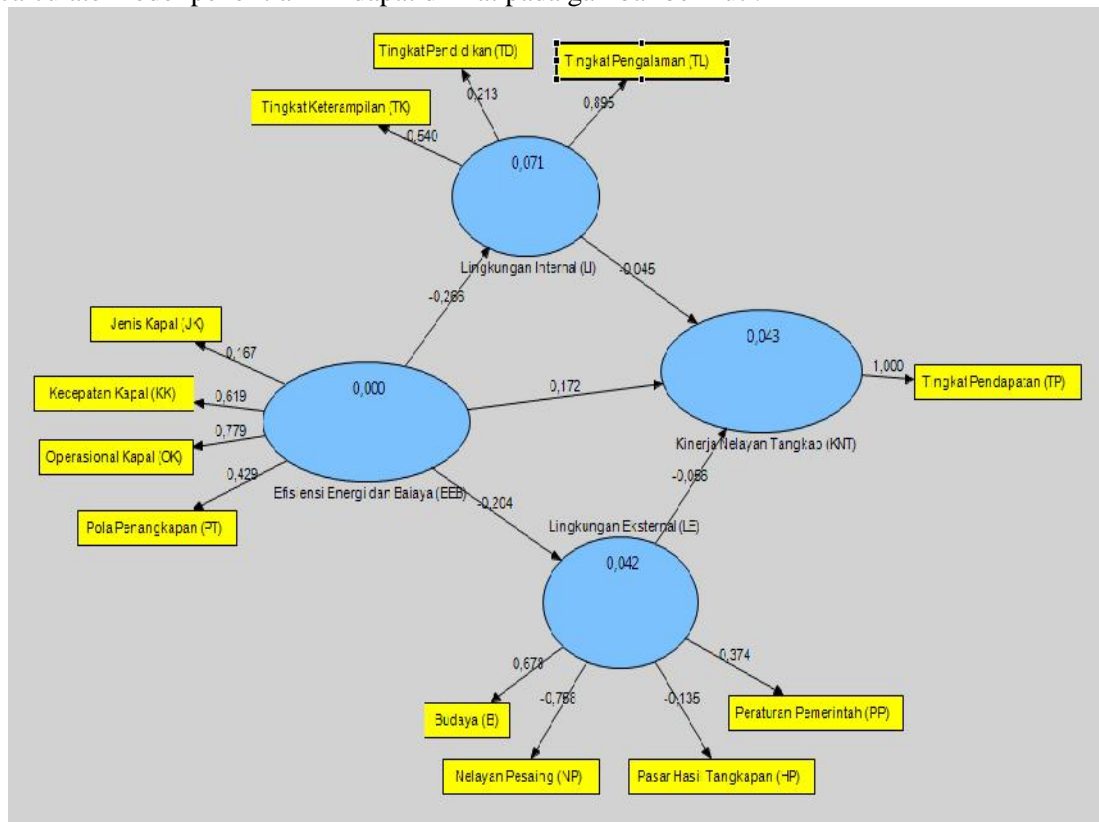 Tingkat Pendidikan (TD)
Tingkat Pengalaman (TL)
0,213
0,895
Tingkat Keterampilan (TK)
0,540
0,071
Lingkungan Internal (LI)
-0,045
-0,266
Jenis Kapal (JK)
0,167
0,043
0,000
0,172
1,000
Tingkat Pendapatan (TP)
Kecepatan Kapal (KK)
0,619
0,779
Operasional Kapal (OK)
Kinerja Nelayan Tangkap (KNT)
0,429
Efisiensi Energi dan Baiaya (EEB)
-0,204
Pola Penangkapan (PT)
Lingkungan Eksternal (LE)
0,042
0,678
0,374
-0,135
Budaya (B)
Peraturan Pemerintah (PP)
Nelayan Pesaing (NP)
Pasar Hasil Tangkapan (HP)